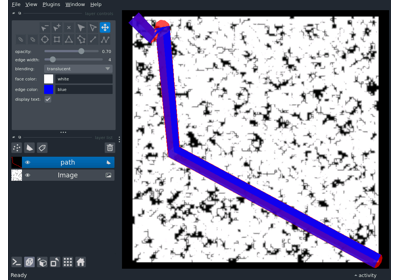 File View Plugins Window Help
opacity: 0.70
edge width: 4
blending: translucent
face color: white
edge color: blue
display text: ✓
path
Image
Ready
activity